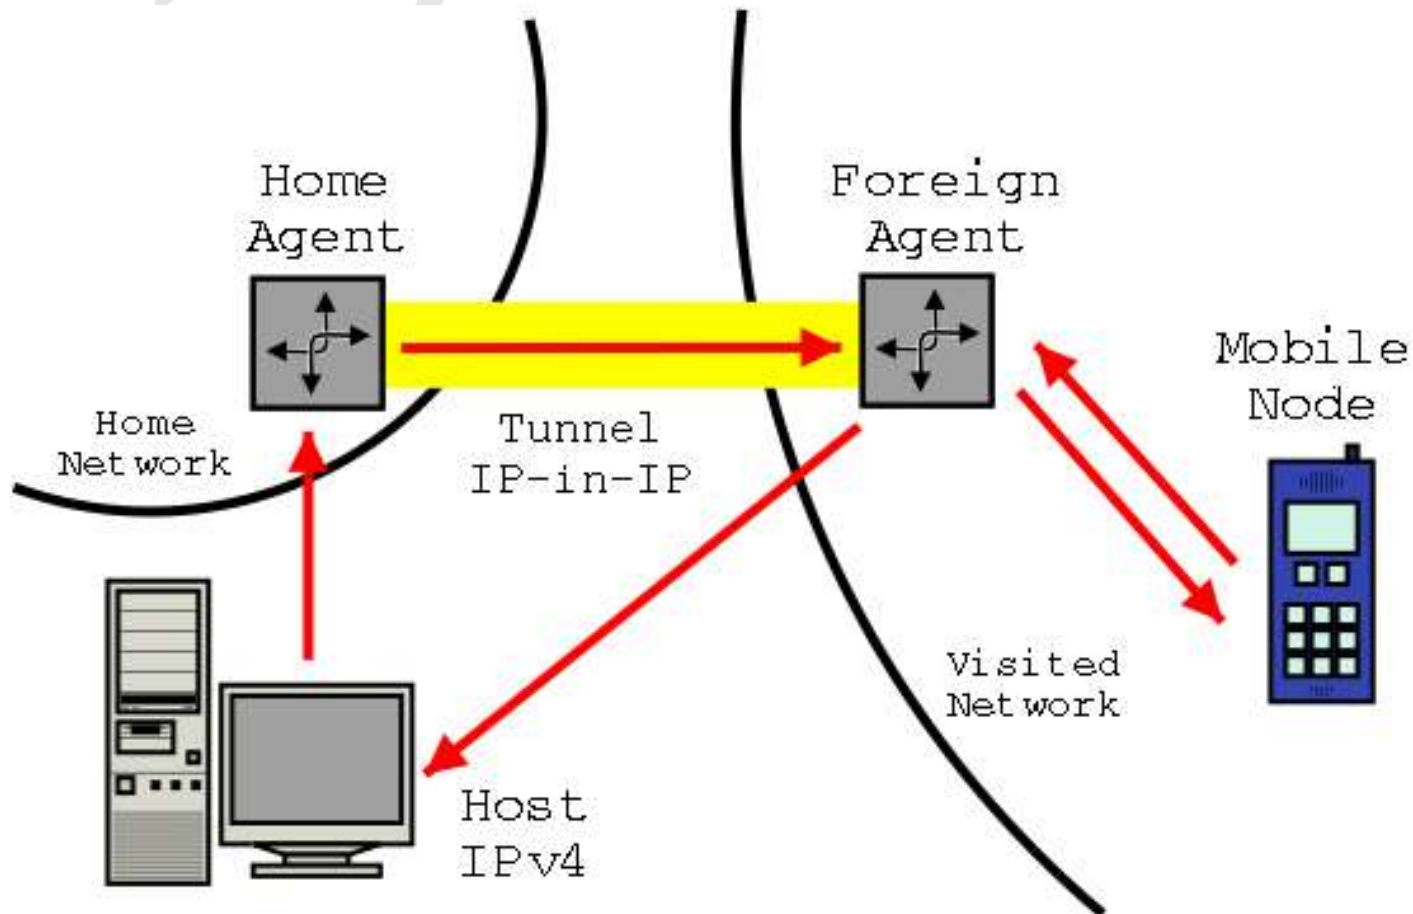 Home
Agent
Foreign
Agent
Mobile
Node
Home
Network
Tunnel
IP-in-IP
Visited
Network
Host
IPv4